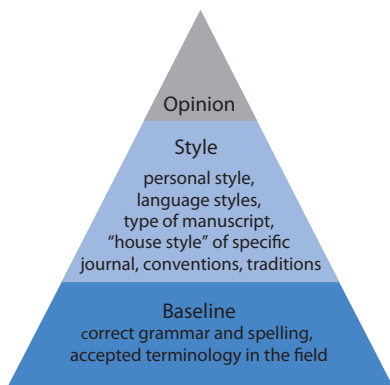 Opinion
Style
personal style,
language styles,
type of manuscript,
“house style” of specific
journal, conventions, traditions
Baseline
correct grammar and spelling,
accepted terminology in the field